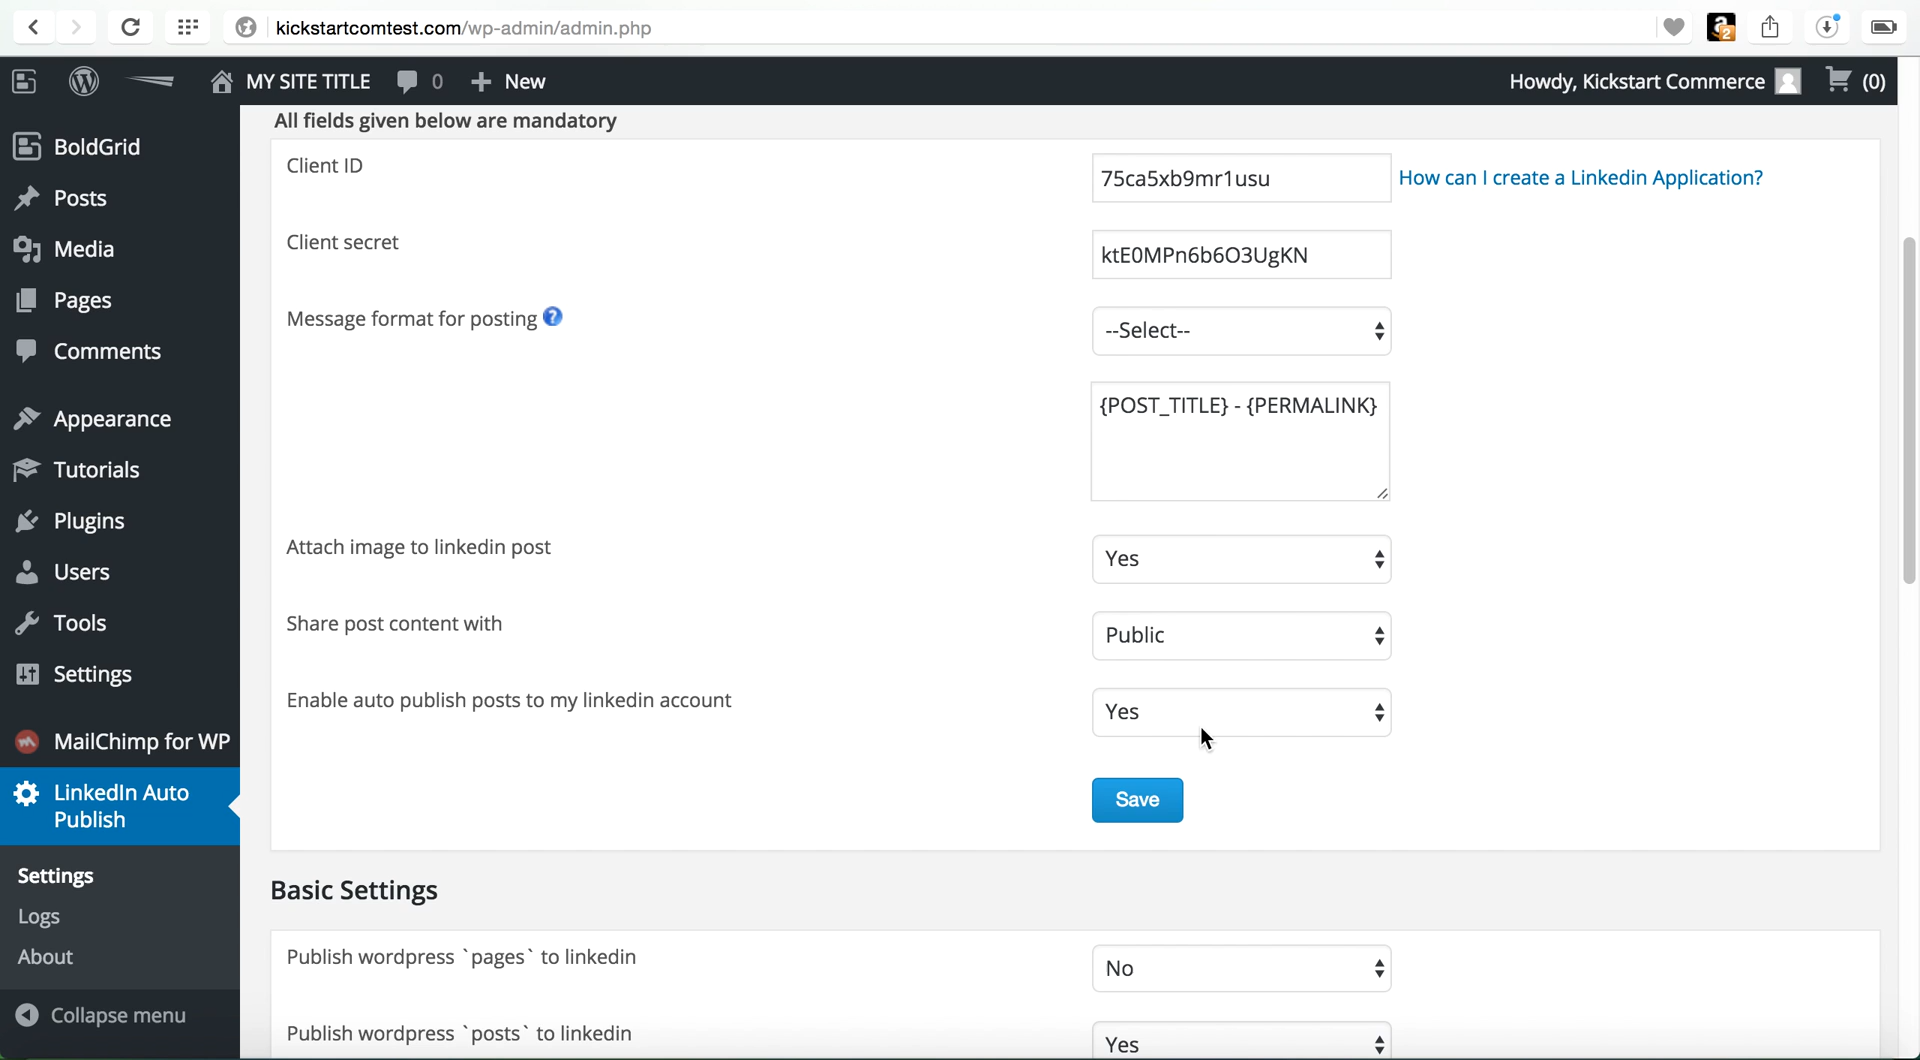 kickstartcomtest.com/wp-admin/admin.php
2
MY SITE TITLE 0 New
Howdy, Kickstart Commerce (0)
BoldGrid
Posts
Media
Pages
Comments
Appearance
Tutorials
Plugins
Users
Tools
Settings
MailChimp for WP
LinkedIn Auto
Publish
Settings
Logs
About
Collapse menu
All fields given below are mandatory
Client ID
75ca5xb9mr1usu How can I create a Linkedin Application?
Client secret
ktE0MPn6b6O3UgKN
Message format for posting ?
--Select--
{POST_TITLE} - {PERMALINK}
Attach image to linkedin post
Yes
Share post content with
Public
Enable auto publish posts to my linkedin account
Yes
Save
Basic Settings
Publish wordpress `pages` to linkedin
No
Publish wordpress `posts` to linkedin
Yes